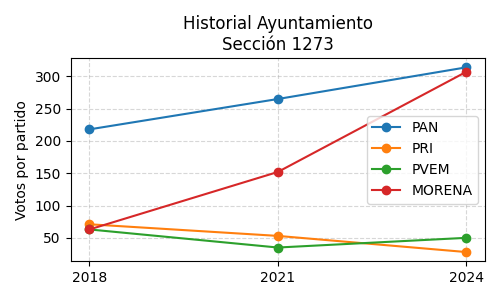 Historial Ayuntamiento
Sección 1273
Votos por partido
300
250
200
150
100
50
PAN
PRI
PVEM
MORENA
2018
2021
2024